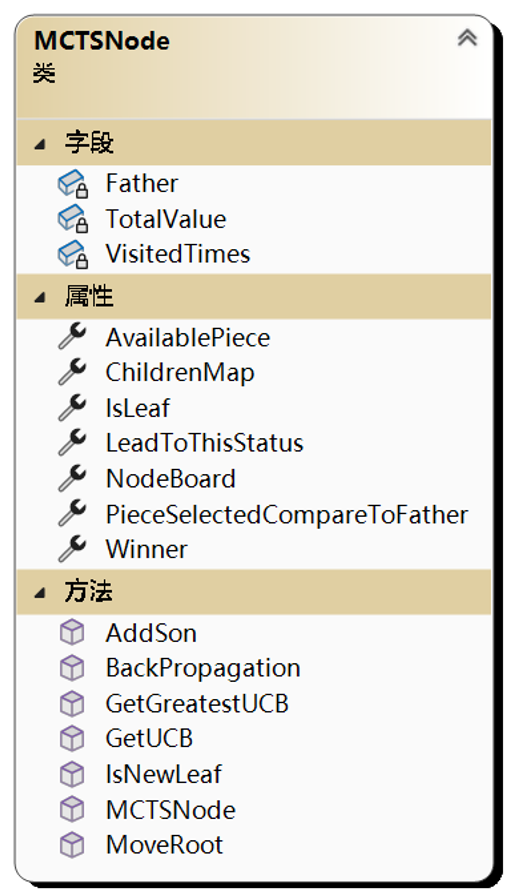 MCTSNode
类
字段
Father
TotalValue
VisitedTimes
属性
AvailablePiece
ChildrenMap
IsLeaf
LeadToThisStatus
NodeBoard
PieceSelectedCompareToFather
Winner
方法
AddSon
BackPropagation
GetGreatestUCB
GetUCB
IsNewLeaf
MCTSNode
MoveRoot